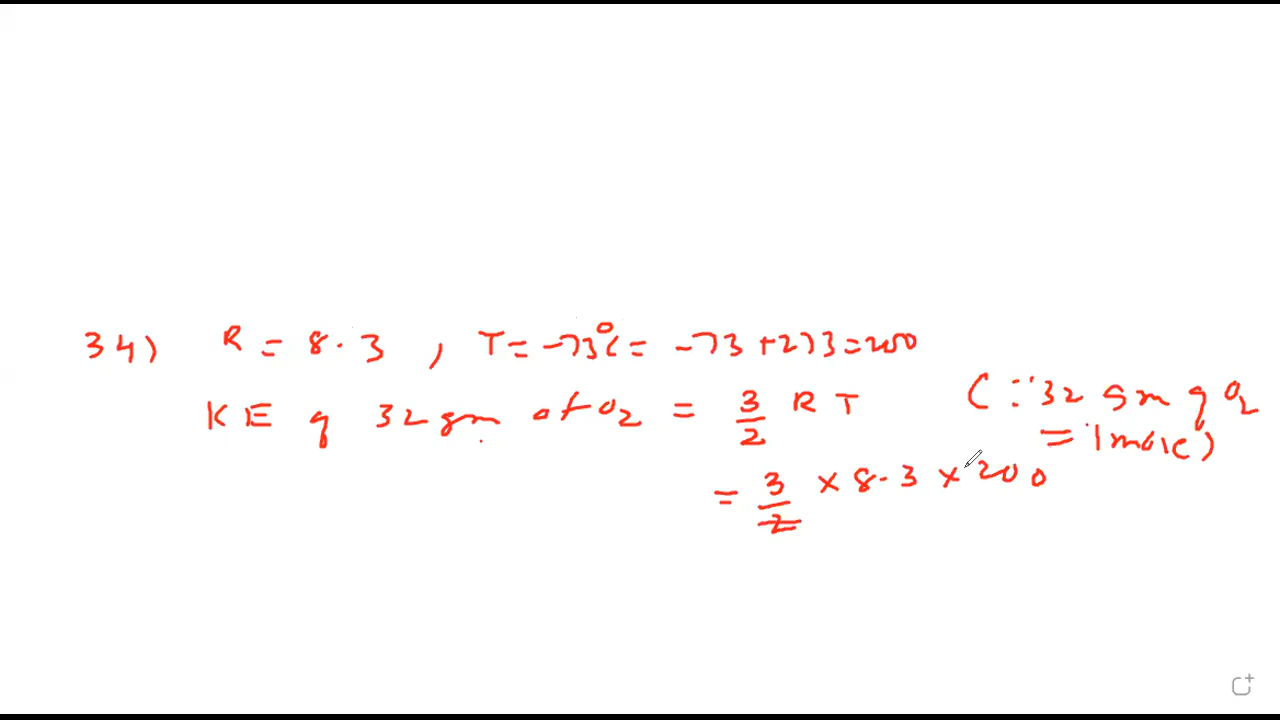 34) R = 8.3 , T = -73°C = -73 + 273 = 200
KE of 32 gm of O₂ = 3/2 RT (∵ 32 gm of O₂
= 1 mole)
= 3/2 × 8.3 × 200